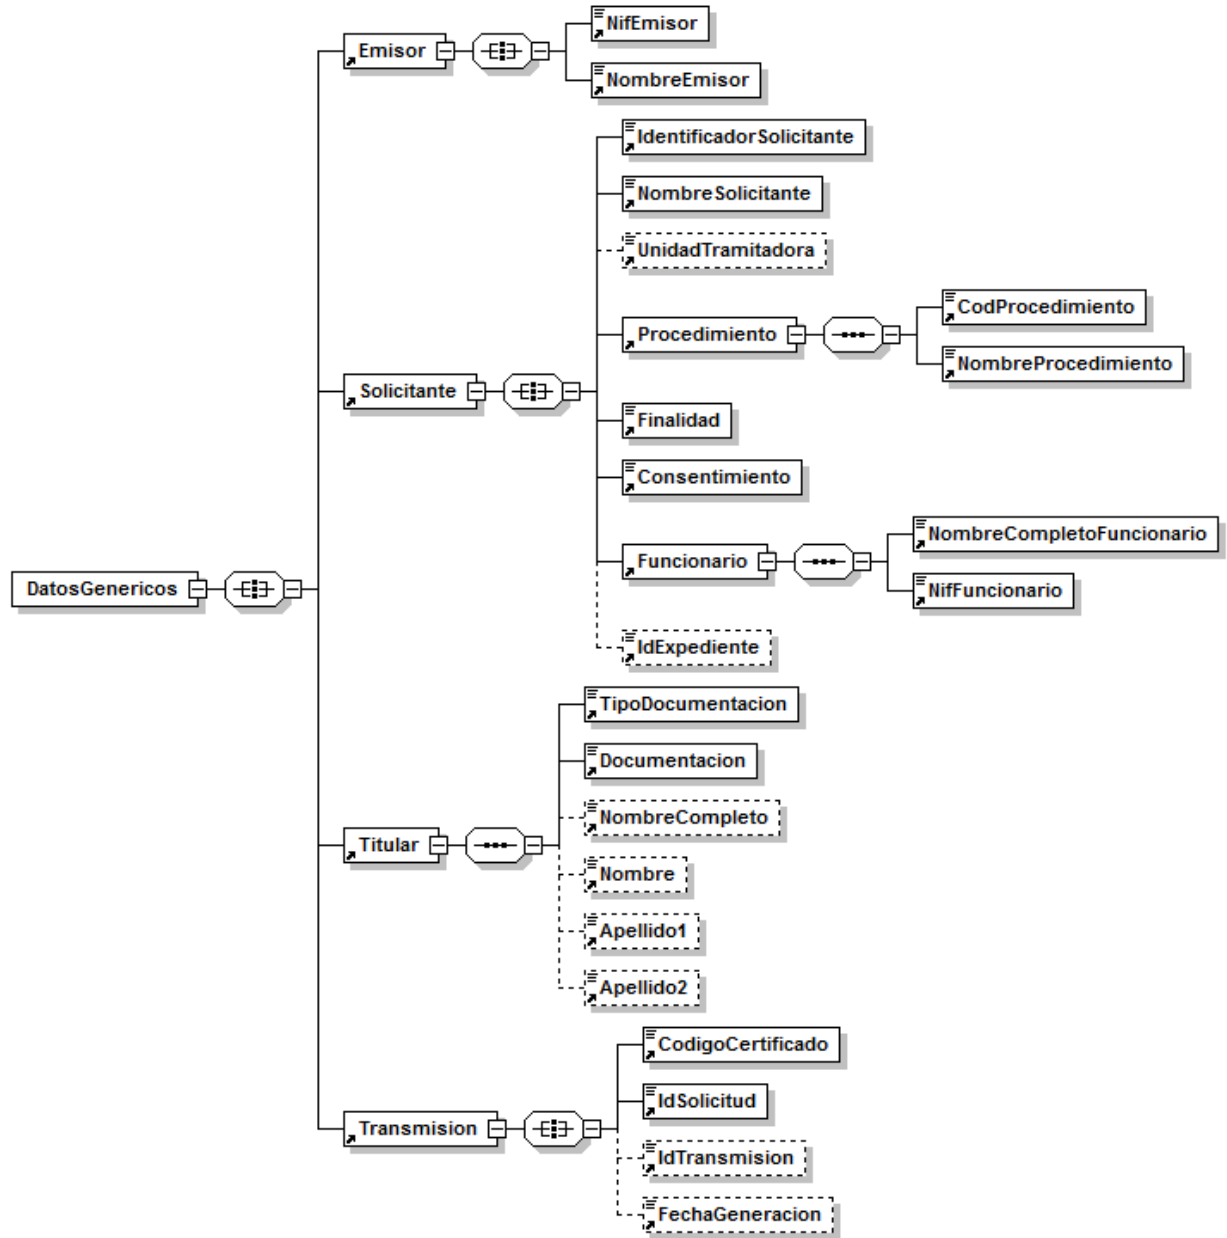 NifEmisor
Emisor
NombreEmisor
IdentificadorSolicitante
NombreSolicitante
UnidadTramitadora
CodProcedimiento
Procedimiento
NombreProcedimiento
Solicitante
Finalidad
Consentimiento
NombreCompletoFuncionario
Funcionario
DatosGenericos
NifFuncionario
IdExpediente
TipoDocumentacion
Documentacion
NombreCompleto
Titular
Nombre
Apellido1
Apellido2
CodigoCertificado
IdSolicitud
Transmision
IdTransmision
FechaGeneracion